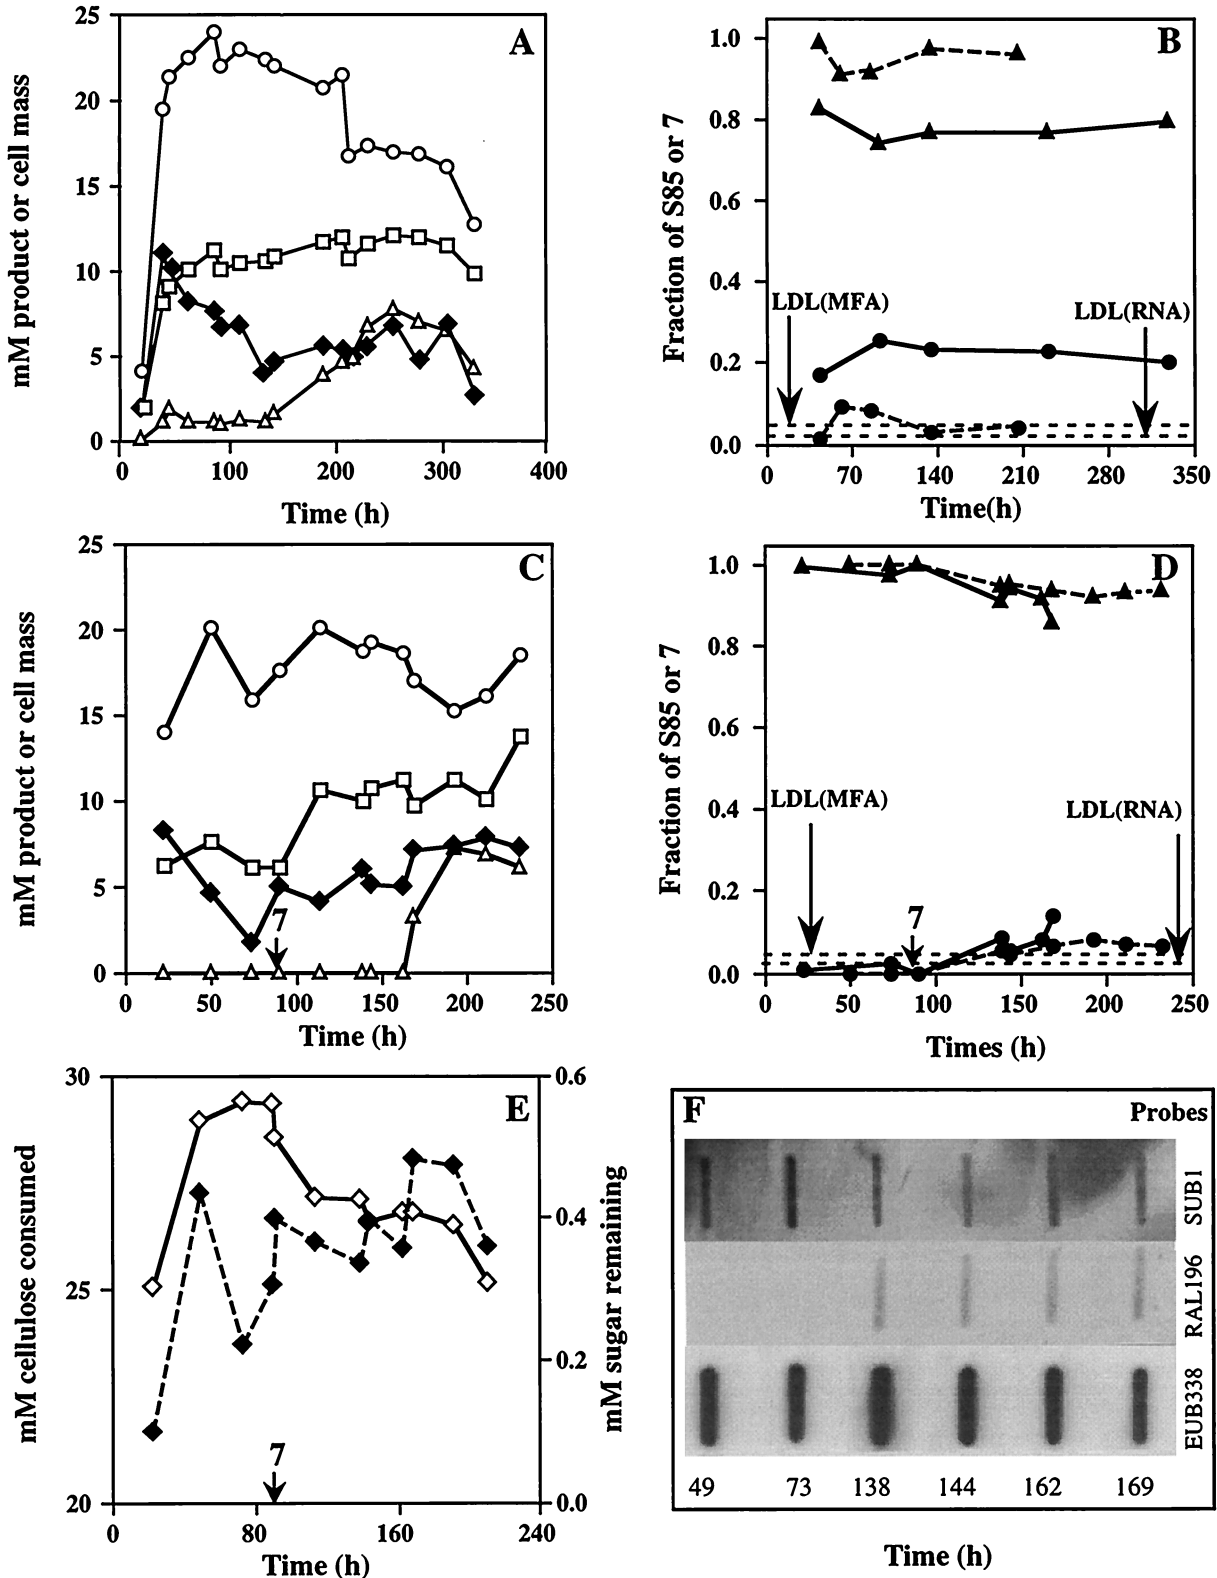 A
mM product or cell mass
25
20
15
10
5
0
0 100 200 300 400
Time (h)
B
Fraction of S85 or 7
1.0
0.8
0.6
0.4
0.2
0.0
LDL(MFA)
LDL(RNA)
0 70 140 210 280 350
Time(h)
C
mM product or cell mass
25
20
15
10
5
0
7
0 50 100 150 200 250
Time (h)
D
Fraction of S85 or 7
1.0
0.8
0.6
0.4
0.2
0.0
LDL(MFA)
LDL(RNA)
7
0 50 100 150 200 250
Times (h)
E
mM cellulose consumed
30
25
20
0.6
0.4
0.2
0.0
mM sugar remaining
7
0 80 160 240
Time (h)
F
Probes
SUB1
RAL196
EUB338
49 73 138 144 162 169
Time (h)